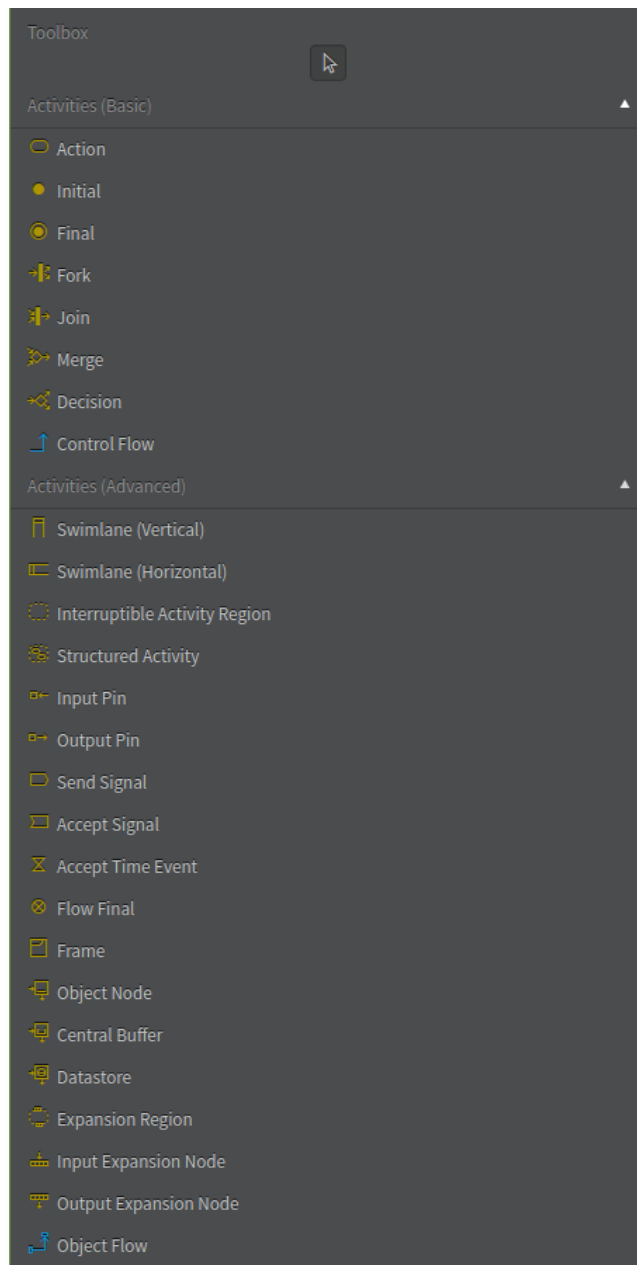 Toolbox
Activities (Basic)
Action
Initial
Final
Fork
Join
Merge
Decision
Control Flow
Activities (Advanced)
Swimlane (Vertical)
Swimlane (Horizontal)
Interruptible Activity Region
Structured Activity
Input Pin
Output Pin
Send Signal
Accept Signal
Accept Time Event
Flow Final
Frame
Object Node
Central Buffer
Datastore
Expansion Region
Input Expansion Node
Output Expansion Node
Object Flow